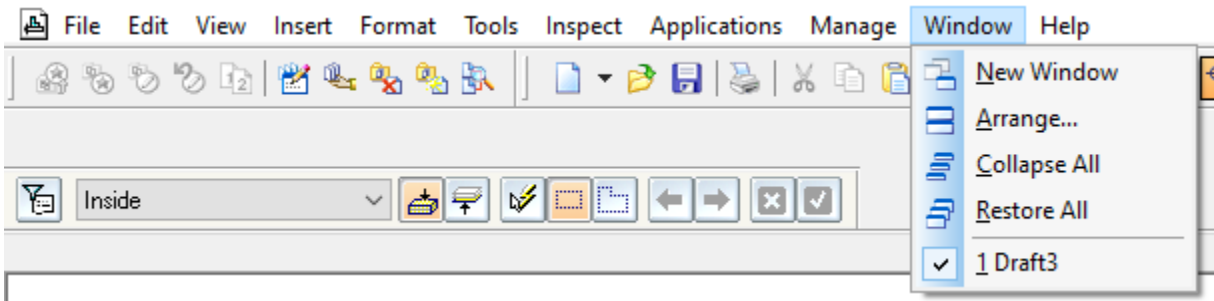 File Edit View Insert Format Tools Inspect Applications Manage Window Help
New Window
Arrange...
Collapse All
Inside
Restore All
1 Draft3